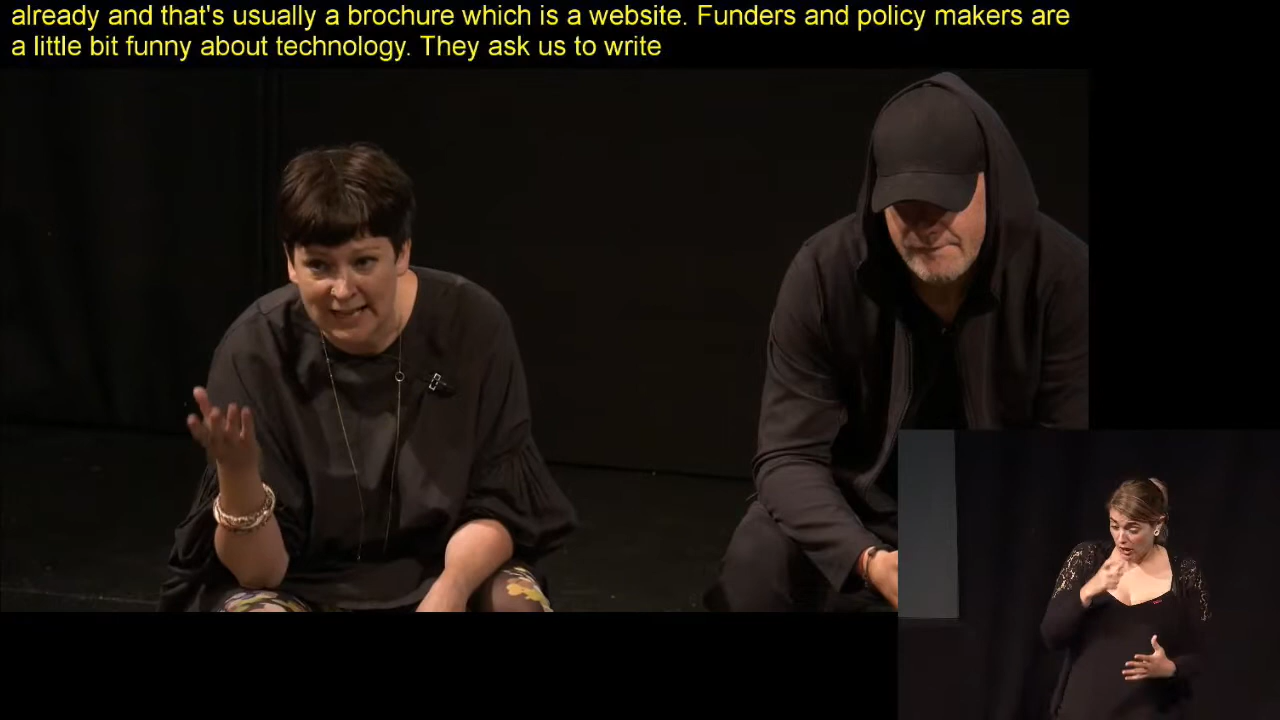 already and that's usually a brochure which is a website. Funders and policy makers are
a little bit funny about technology. They ask us to write